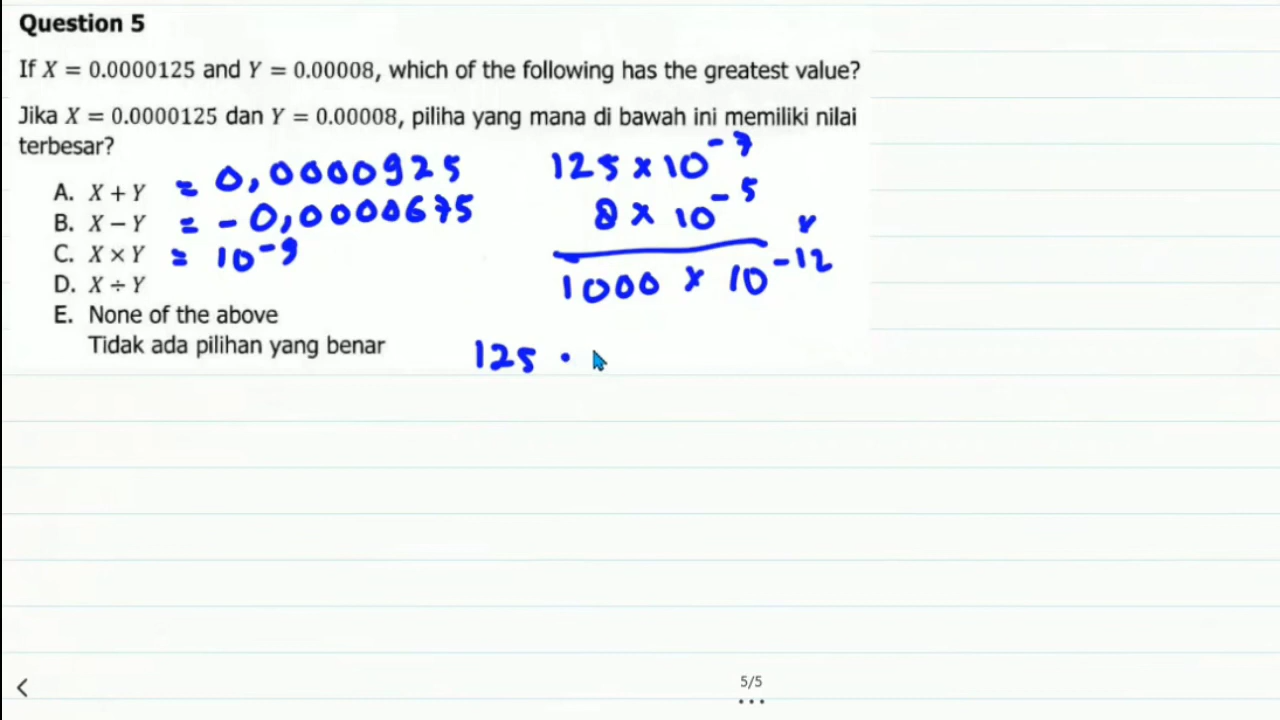 Question 5
If X = 0.0000125 and Y = 0.00008, which of the following has the greatest value?
Jika X = 0.0000125 dan Y = 0.00008, piliha yang mana di bawah ini memiliki nilai
terbesar?
A. X + Y = 0,0000925
B. X − Y = - 0,0000675
C. X × Y = 10⁻⁹
D. X ÷ Y
E. None of the above
Tidak ada pilihan yang benar
125 x 10⁻⁷
8 x 10⁻⁵
x
1000 x 10⁻¹²
125 .
5/5